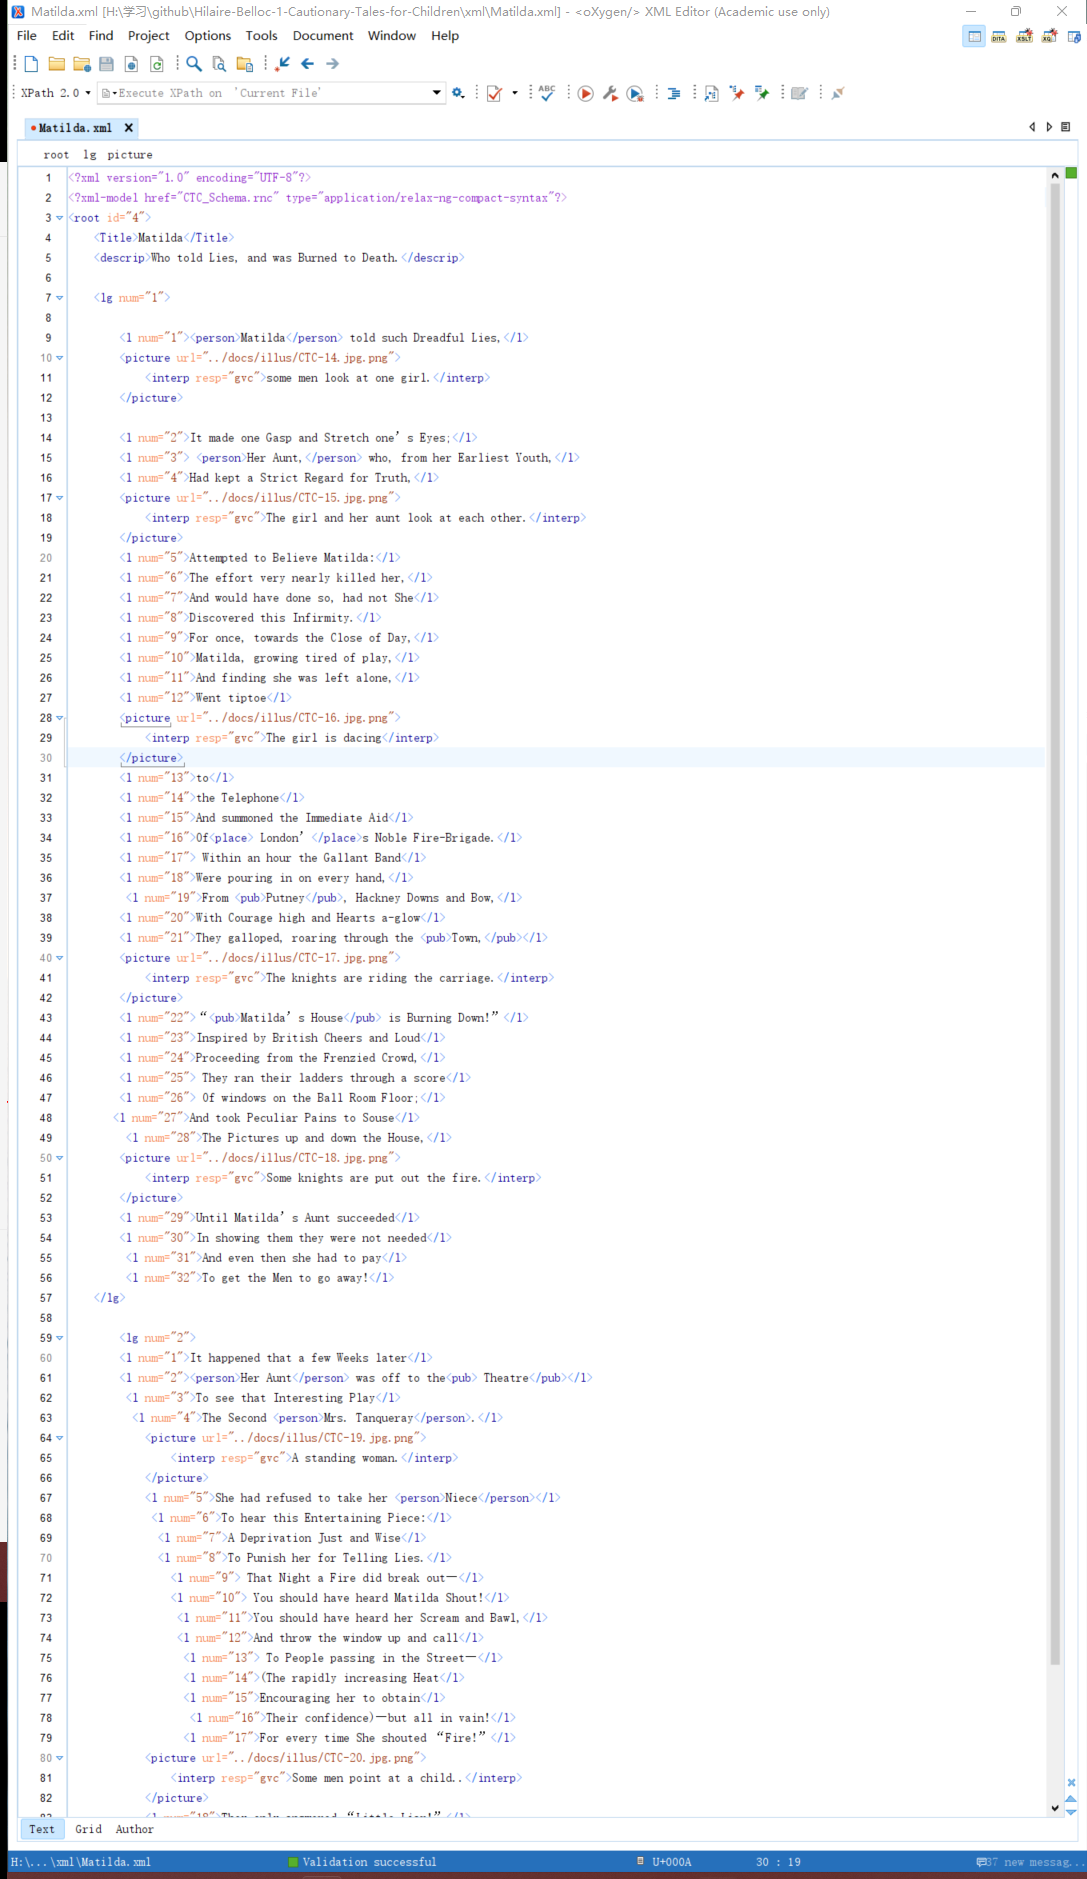 Matilda.xml [H:\学习\github\Hilaire-Belloc-1-Cautionary-Tales-for-Children\xml\Matilda.xml] - <oXygen/> XML Editor (Academic use only)
File Edit Find Project Options Tools Document Window Help
XPath 2.0 Execute XPath on 'Current File'
Matilda.xml
root lg picture
1 <?xml version="1.0" encoding="UTF-8"?>
2 <?xml-model href="CTC_Schema.rnc" type="application/relax-ng-compact-syntax"?>
3 <root id="4">
4 <Title>Matilda</Title>
5 <descrip>Who told Lies, and was Burned to Death.</descrip>
6
7 <lg num="1">
8
9 <l num="1"><person>Matilda</person> told such Dreadful Lies,</l>
10 <picture url="../docs/illus/CTC-14.jpg.png">
11 <interp resp="gvc">some men look at one girl.</interp>
12 </picture>
13
14 <l num="2">It made one Gasp and Stretch one’s Eyes;</l>
15 <l num="3"> <person>Her Aunt,</person> who, from her Earliest Youth,</l>
16 <l num="4">Had kept a Strict Regard for Truth,</l>
17 <picture url="../docs/illus/CTC-15.jpg.png">
18 <interp resp="gvc">The girl and her aunt look at each other.</interp>
19 </picture>
20 <l num="5">Attempted to Believe Matilda:</l>
21 <l num="6">The effort very nearly killed her,</l>
22 <l num="7">And would have done so, had not She</l>
23 <l num="8">Discovered this Infirmity.</l>
24 <l num="9">For once, towards the Close of Day,</l>
25 <l num="10">Matilda, growing tired of play,</l>
26 <l num="11">And finding she was left alone,</l>
27 <l num="12">Went tiptoe</l>
28 <picture url="../docs/illus/CTC-16.jpg.png">
29 <interp resp="gvc">The girl is dacing</interp>
30 </picture>
31 <l num="13">to</l>
32 <l num="14">the Telephone</l>
33 <l num="15">And summoned the Immediate Aid</l>
34 <l num="16">Of<place> London’</place>s Noble Fire-Brigade.</l>
35 <l num="17"> Within an hour the Gallant Band</l>
36 <l num="18">Were pouring in on every hand,</l>
37 <l num="19">From <pub>Putney</pub>, Hackney Downs and Bow,</l>
38 <l num="20">With Courage high and Hearts a-glow</l>
39 <l num="21">They galloped, roaring through the <pub>Town,</pub></l>
40 <picture url="../docs/illus/CTC-17.jpg.png">
41 <interp resp="gvc">The knights are riding the carriage.</interp>
42 </picture>
43 <l num="22">“<pub>Matilda’s House</pub> is Burning Down!”</l>
44 <l num="23">Inspired by British Cheers and Loud</l>
45 <l num="24">Proceeding from the Frenzied Crowd,</l>
46 <l num="25"> They ran their ladders through a score</l>
47 <l num="26"> Of windows on the Ball Room Floor;</l>
48 <l num="27">And took Peculiar Pains to Souse</l>
49 <l num="28">The Pictures up and down the House,</l>
50 <picture url="../docs/illus/CTC-18.jpg.png">
51 <interp resp="gvc">Some knights are put out the fire.</interp>
52 </picture>
53 <l num="29">Until Matilda’s Aunt succeeded</l>
54 <l num="30">In showing them they were not needed</l>
55 <l num="31">And even then she had to pay</l>
56 <l num="32">To get the Men to go away!</l>
57 </lg>
58
59 <lg num="2">
60 <l num="1">It happened that a few Weeks later</l>
61 <l num="2"><person>Her Aunt</person> was off to the<pub> Theatre</pub></l>
62 <l num="3">To see that Interesting Play</l>
63 <l num="4">The Second <person>Mrs. Tanqueray</person>.</l>
64 <picture url="../docs/illus/CTC-19.jpg.png">
65 <interp resp="gvc">A standing woman.</interp>
66 </picture>
67 <l num="5">She had refused to take her <person>Niece</person></l>
68 <l num="6">To hear this Entertaining Piece:</l>
69 <l num="7">A Deprivation Just and Wise</l>
70 <l num="8">To Punish her for Telling Lies.</l>
71 <l num="9"> That Night a Fire did break out—</l>
72 <l num="10"> You should have heard Matilda Shout!</l>
73 <l num="11">You should have heard her Scream and Bawl,</l>
74 <l num="12">And throw the window up and call</l>
75 <l num="13"> To People passing in the Street—</l>
76 <l num="14">(The rapidly increasing Heat</l>
77 <l num="15">Encouraging her to obtain</l>
78 <l num="16">Their confidence)—but all in vain!</l>
79 <l num="17">For every time She shouted “Fire!”</l>
80 <picture url="../docs/illus/CTC-20.jpg.png">
81 <interp resp="gvc">Some men point at a child..</interp>
82 </picture>
83 <l num="18">They only answered “Little Liar!”</l>
Text Grid Author
H:\...\xml\Matilda.xml Validation successful U+000A 30 : 19 37 new messag...